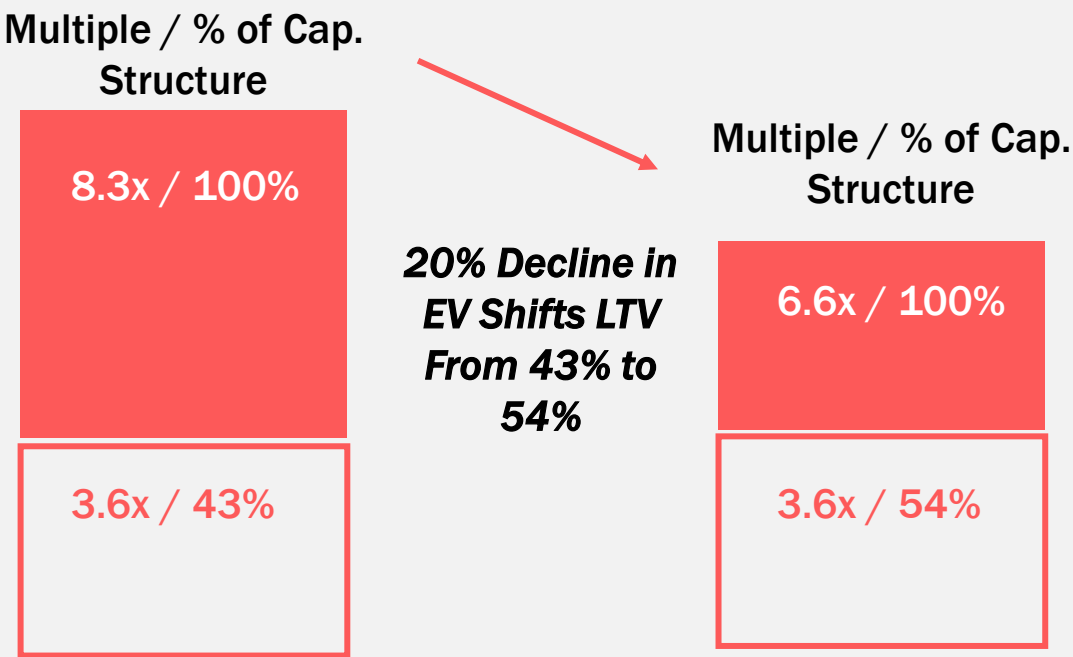 Multiple / % of Cap.
Structure
8.3x / 100%
3.6x / 43%
20% Decline in
EV Shifts LTV
From 43% to
54%
Multiple / % of Cap.
Structure
6.6x / 100%
3.6x / 54%